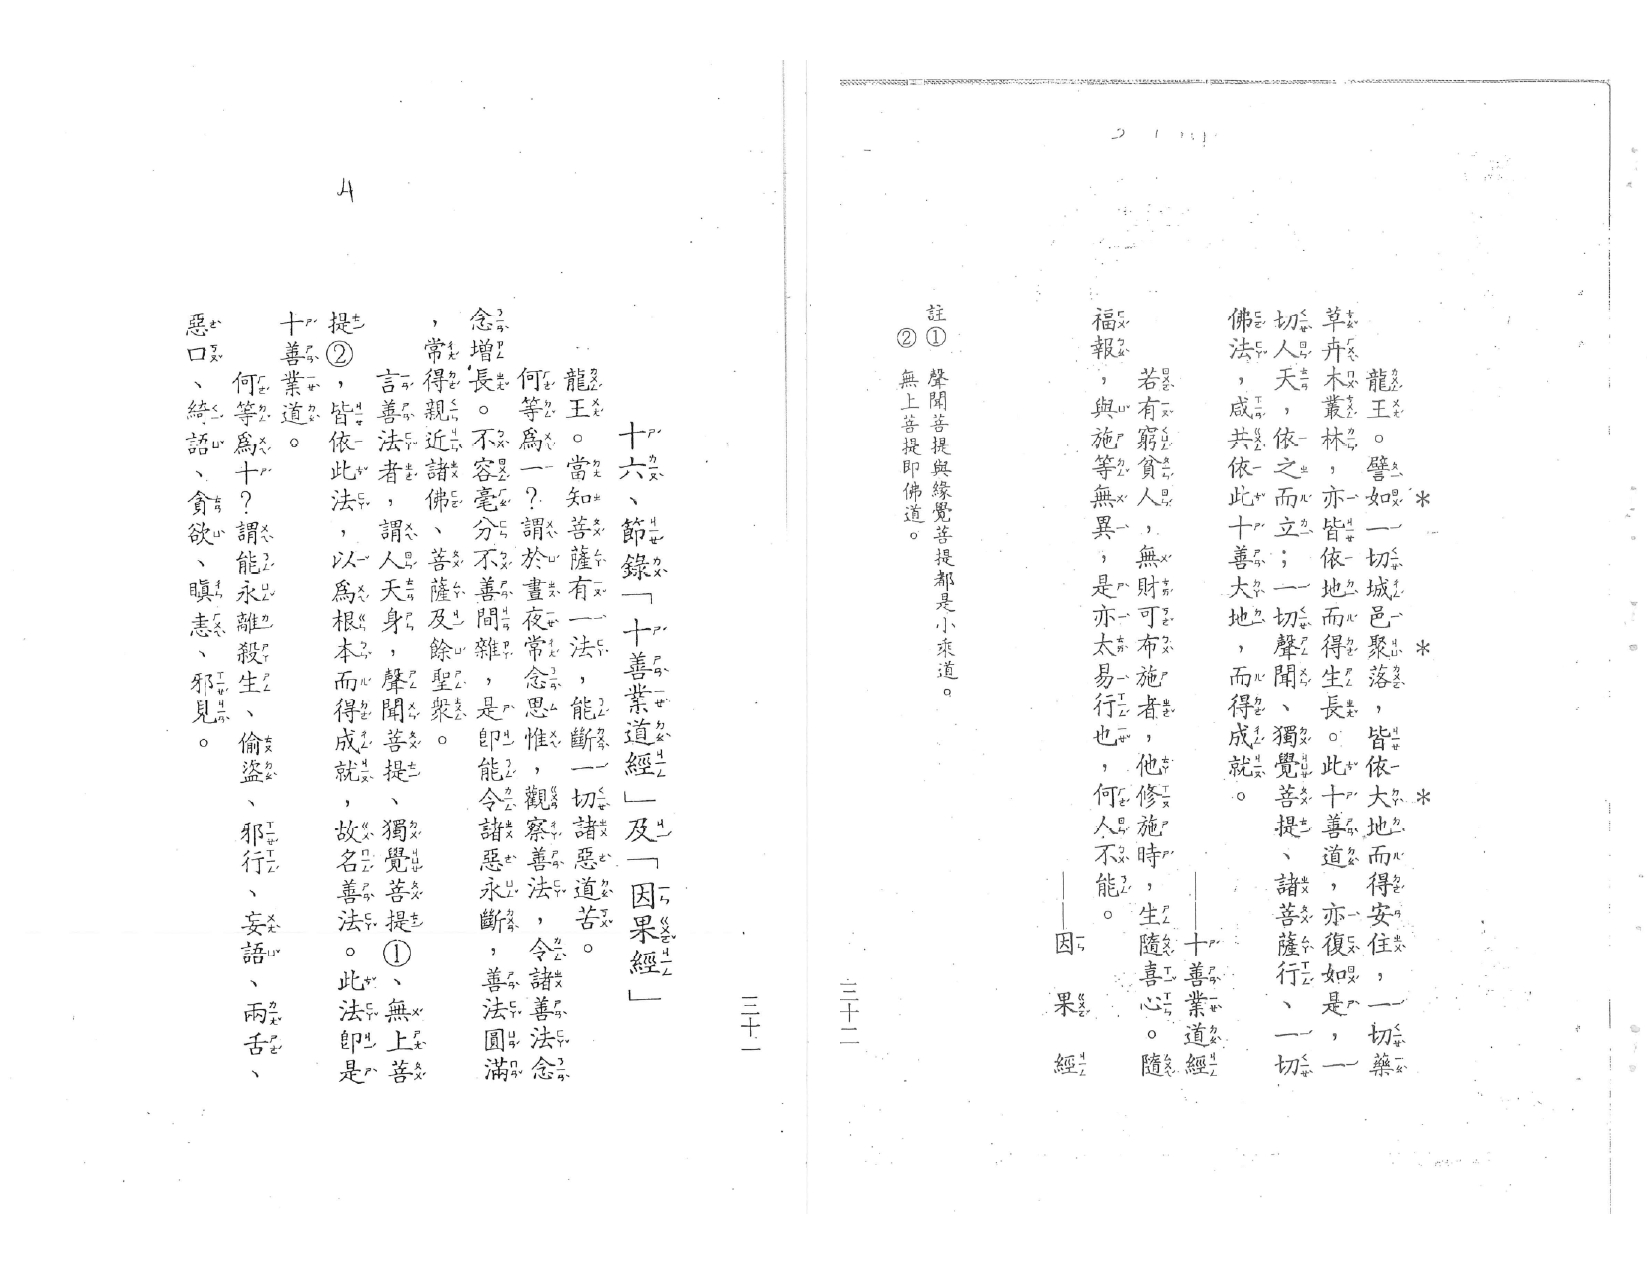 十六、節錄「十善業道經」及「因果經」
龍王。當知菩薩有一法，能斷一切諸惡道苦。
何等爲一？謂於晝夜常念思惟，觀察善法，令諸善法念
念增長。不容毫分不善間雜，是卽能令諸惡永斷，善法圓滿
，常得親近諸佛、菩薩及餘聖衆。
言善法者，謂人天身，聲聞菩提、獨覺菩提①、無上菩
提②，皆依此法，以爲根本而得成就，故名善法。此法卽是
十善業道。
何等爲十？謂能永離殺生、偷盜、邪行、妄語、兩舌、
惡口、綺語、貪欲、瞋恚、邪見。
三十一
4
＊　＊　＊
龍王。譬如一切城邑聚落，皆依大地而得安住，一切藥
草卉木叢林，亦皆依地而得生長。此十善道，亦復如是，一
切人天，依之而立；一切聲聞、獨覺菩提、諸菩薩行、一切
佛法，咸共依此十善大地，而得成就。
——十善業道經
若有窮貧人，無財可布施者，他修施時，生隨喜心。隨
福報，與施等無異，是亦太易行也，何人不能。
——因果經
註① 聲聞菩提與緣覺菩提都是小乘道。
② 無上菩提即佛道。
三十二